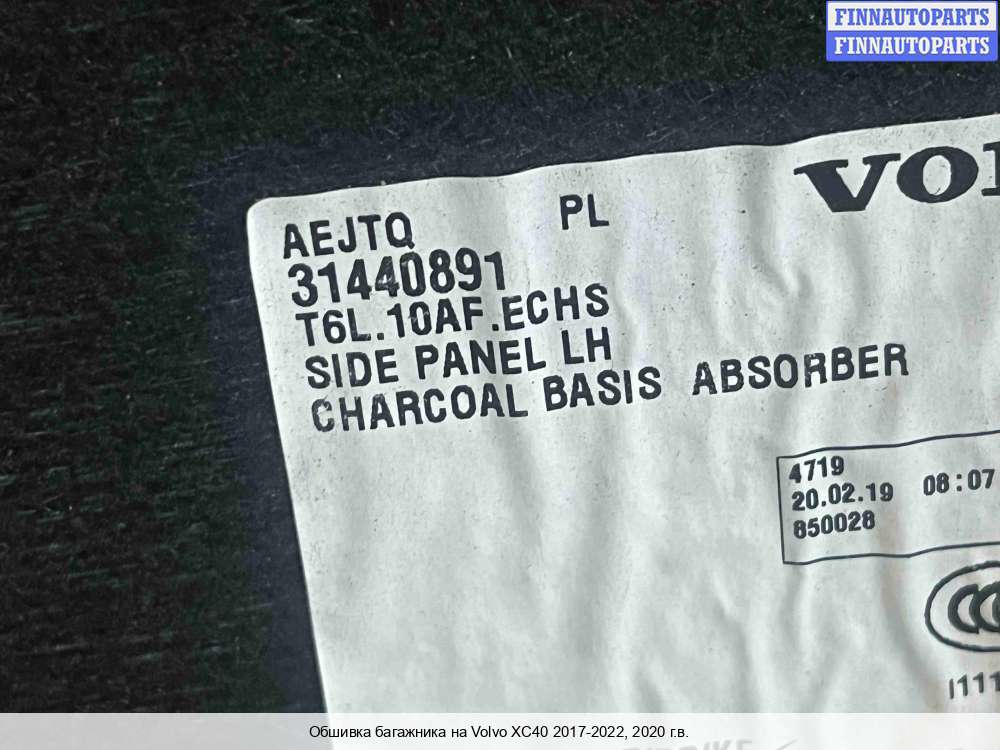 FINNAUTOPARTS
FINNAUTOPARTS
VOL
AEJTQ PL
31440891
T6L.10AF.ECHS
SIDE PANEL LH
CHARCOAL BASIS ABSORBER
4719
20.02.19 08:07
850028
Обшивка багажника на Volvo XC40 2017-2022, 2020 г.в.